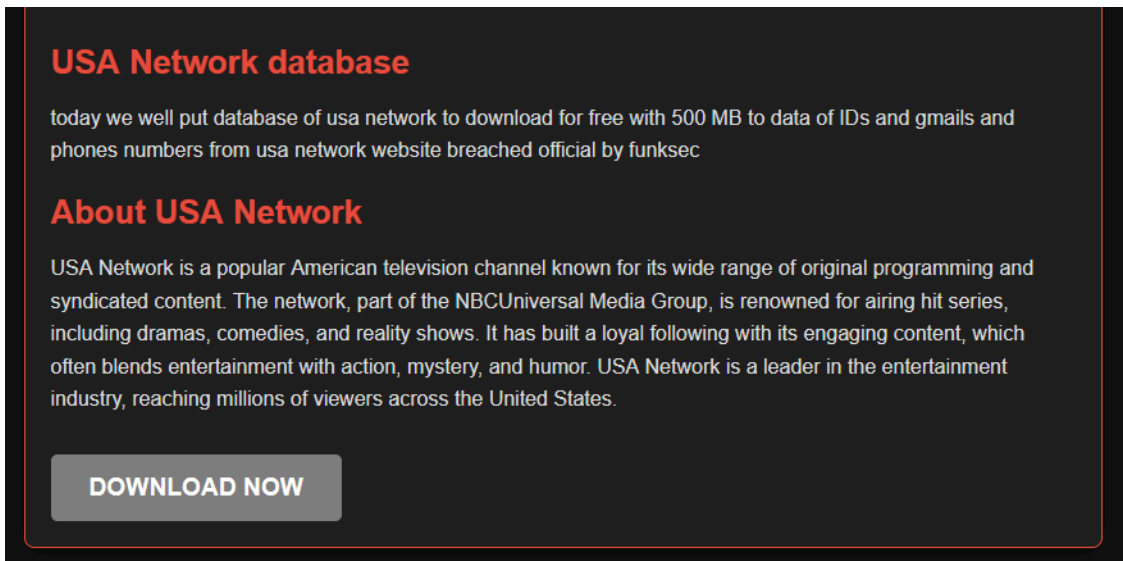 USA Network database
today we well put database of usa network to download for free with 500 MB to data of IDs and gmails and
phones numbers from usa network website breached official by funksec
About USA Network
USA Network is a popular American television channel known for its wide range of original programming and
syndicated content. The network, part of the NBCUniversal Media Group, is renowned for airing hit series,
including dramas, comedies, and reality shows. It has built a loyal following with its engaging content, which
often blends entertainment with action, mystery, and humor. USA Network is a leader in the entertainment
industry, reaching millions of viewers across the United States.
DOWNLOAD NOW